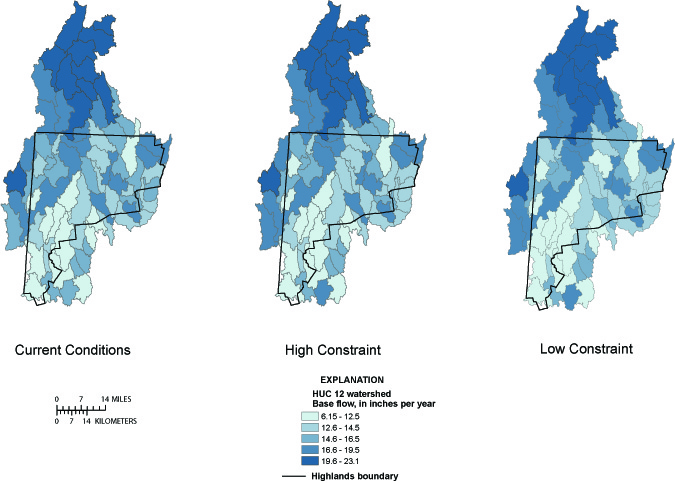 Current Conditions
High Constraint
Low Constraint
0 7 14 MILES
0 7 14 KILOMETERS
EXPLANATION
HUC 12 watershed
Base flow, in inches per year
6.15 - 12.5
12.6 - 14.5
14.6 - 16.5
16.6 - 19.5
19.6 - 23.1
Highlands boundary